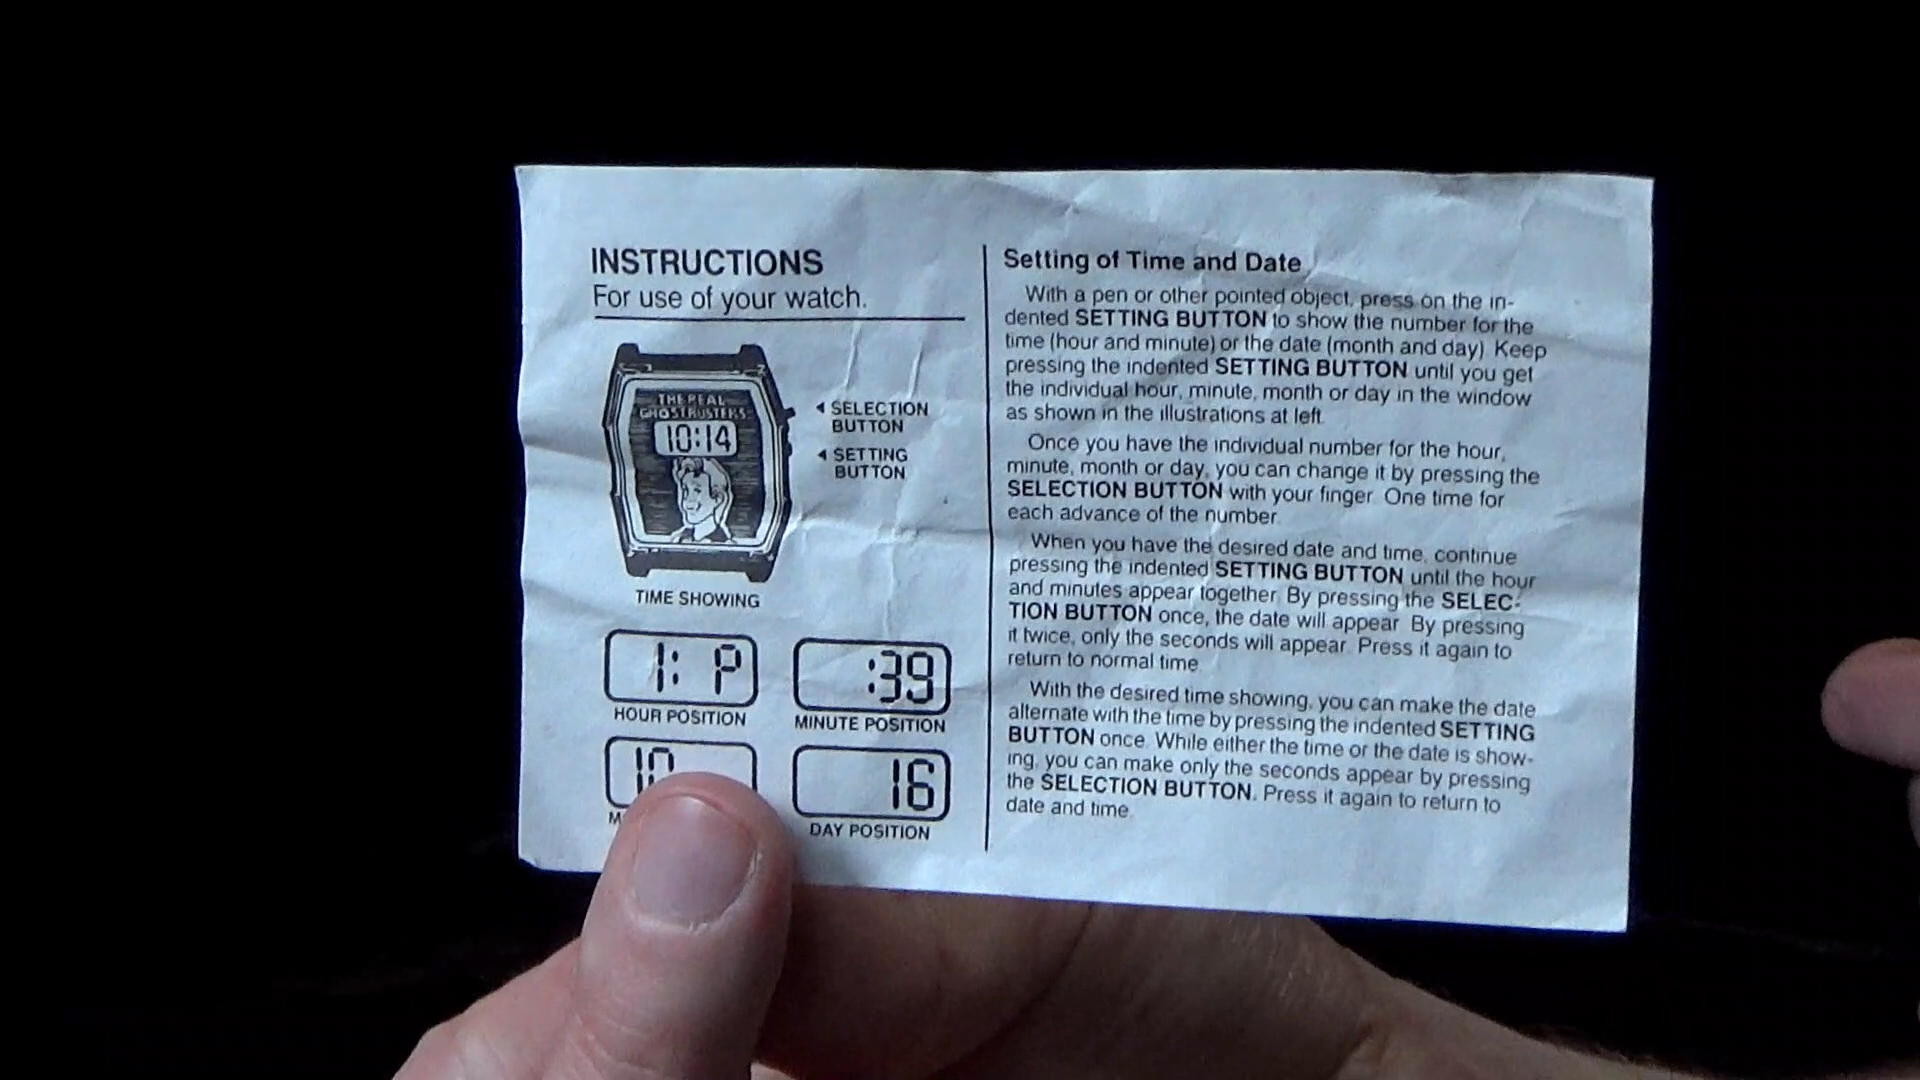 INSTRUCTIONS
For use of your watch.
THE REAL
GHOSTBUSTERS
10:14
◄ SELECTION
BUTTON
◄ SETTING
BUTTON
TIME SHOWING
1: P
HOUR POSITION
:39
MINUTE POSITION
10
16
DAY POSITION
Setting of Time and Date
With a pen or other pointed object, press on the in-
dented SETTING BUTTON to show the number for the
time (hour and minute) or the date (month and day). Keep
pressing the indented SETTING BUTTON until you get
the individual hour, minute, month or day in the window
as shown in the illustrations at left.
Once you have the individual number for the hour,
minute, month or day, you can change it by pressing the
SELECTION BUTTON with your finger. One time for
each advance of the number.
When you have the desired date and time, continue
pressing the indented SETTING BUTTON until the hour
and minutes appear together. By pressing the SELEC-
TION BUTTON once, the date will appear. By pressing
it twice, only the seconds will appear. Press it again to
return to normal time.
With the desired time showing, you can make the date
alternate with the time by pressing the indented SETTING
BUTTON once. While either the time or the date is show-
ing, you can make only the seconds appear by pressing
the SELECTION BUTTON. Press it again to return to
date and time.